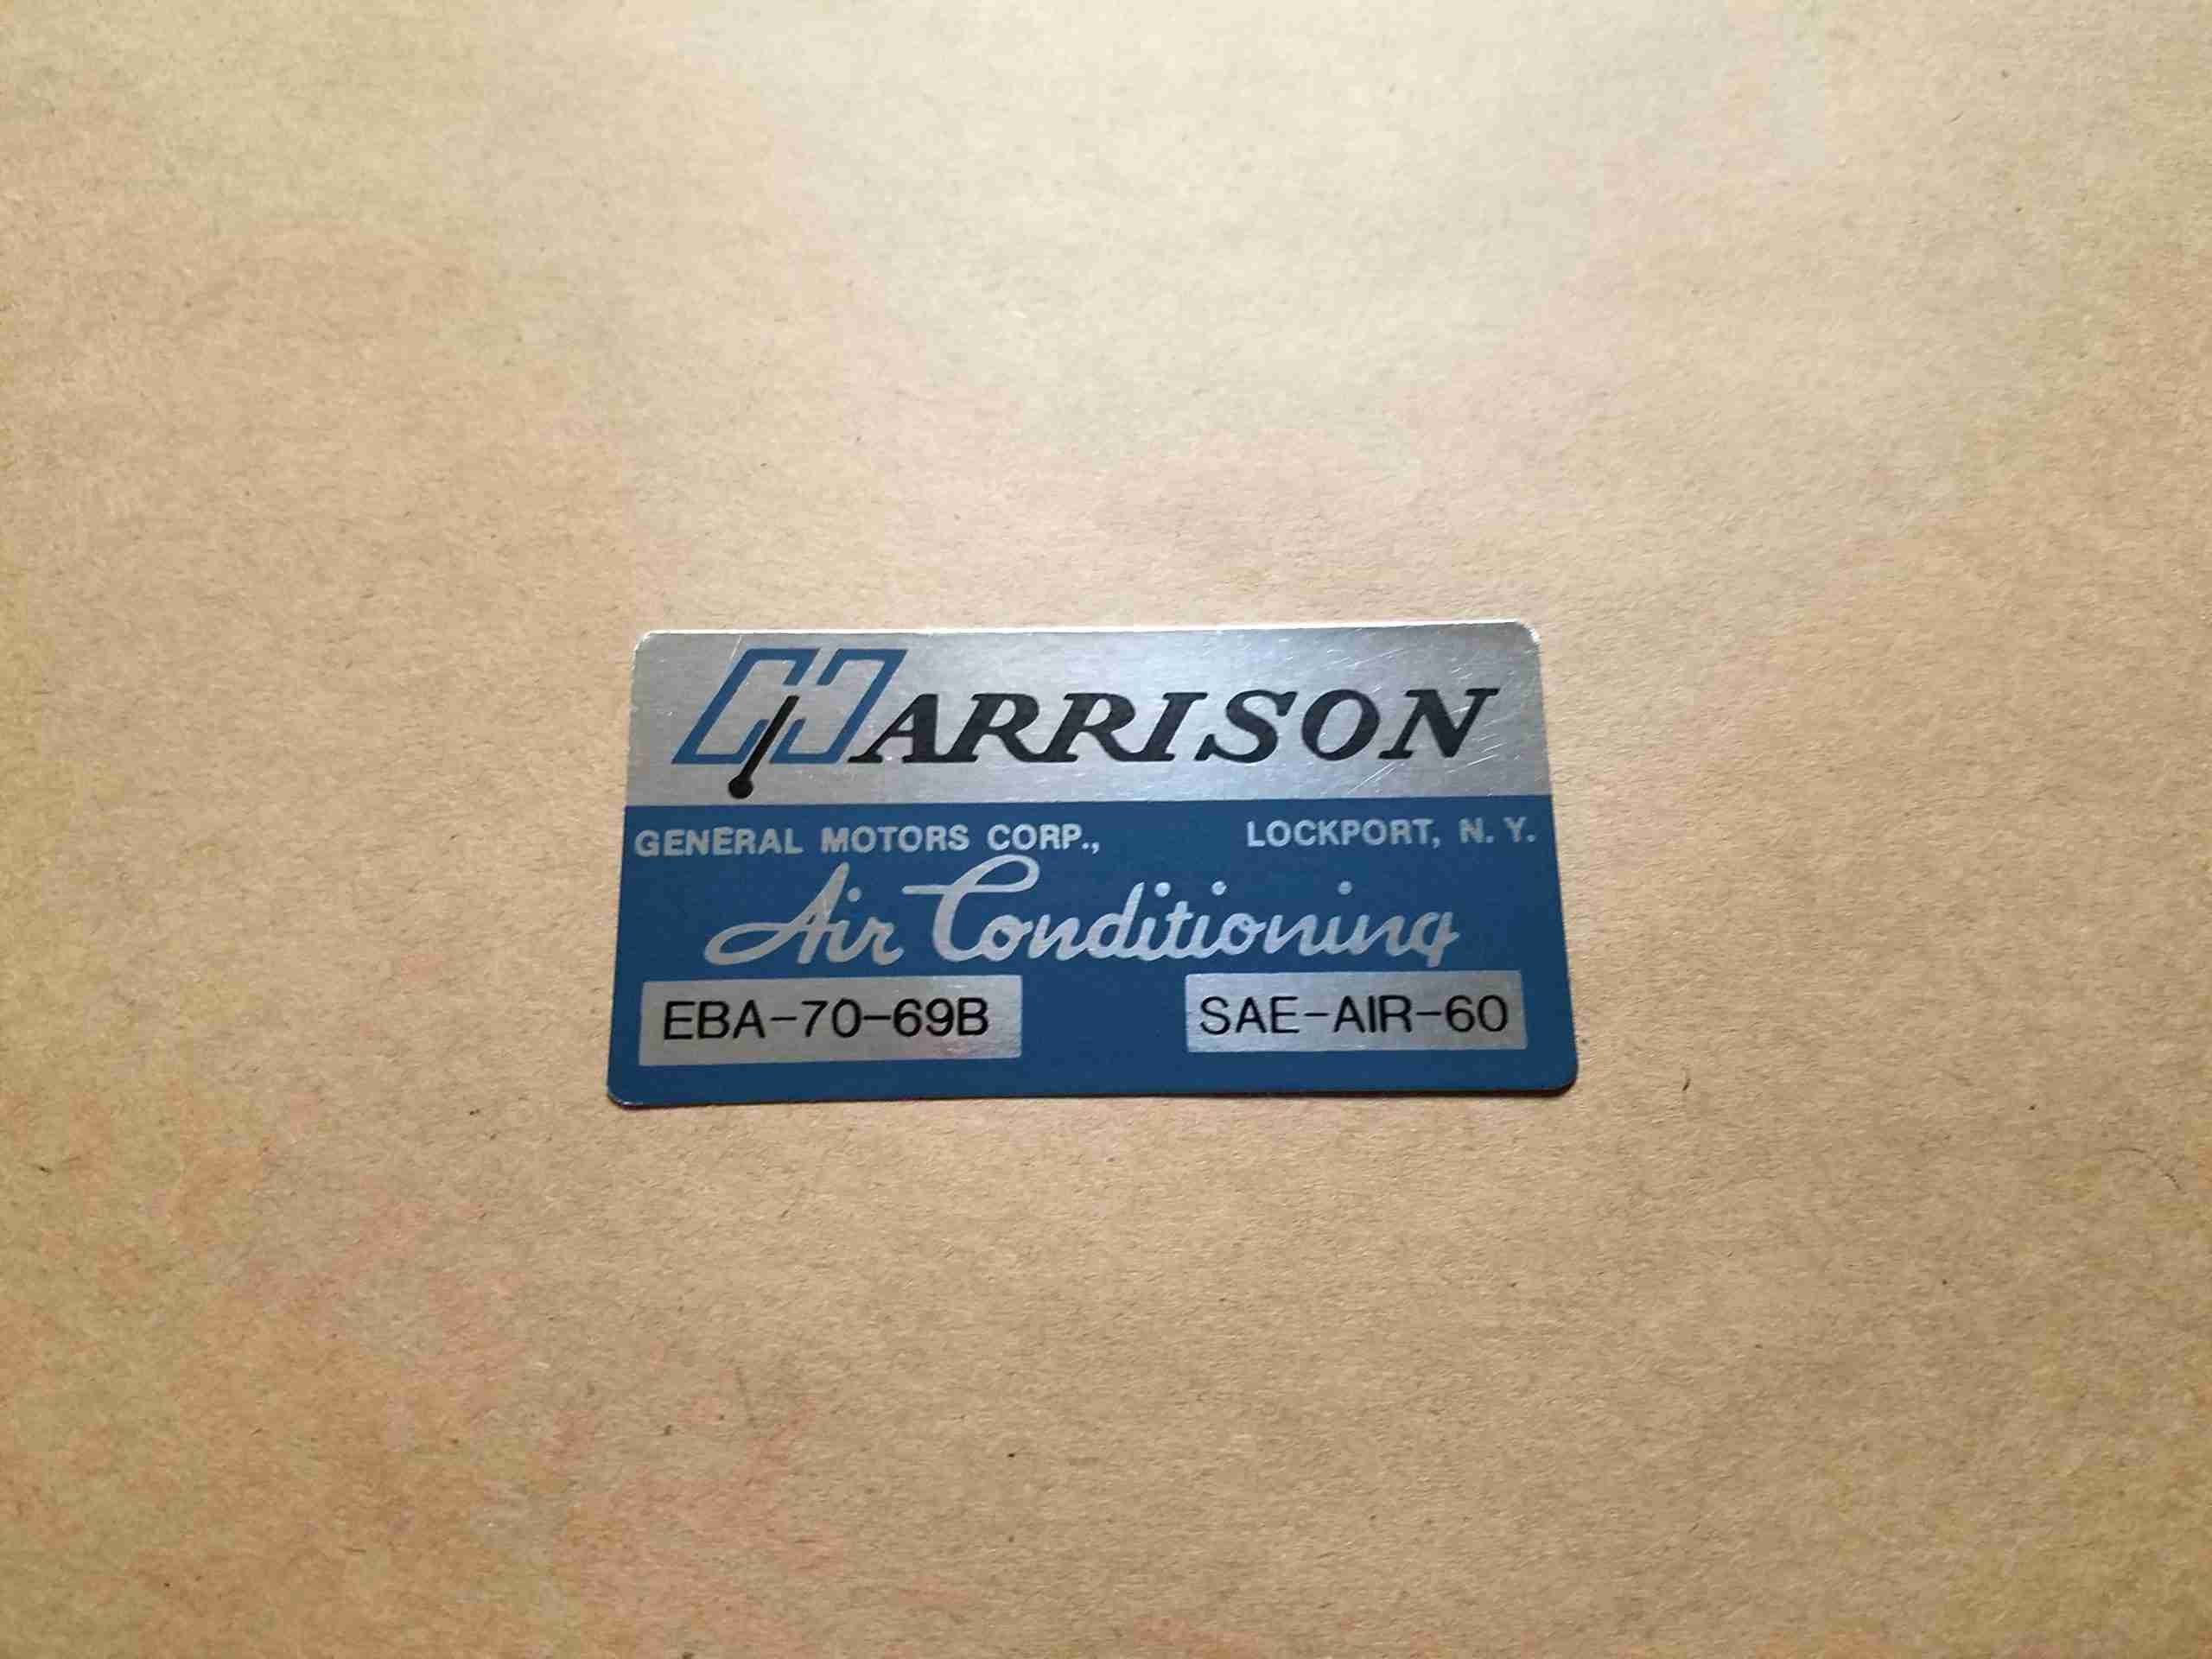 HARRISON
GENERAL MOTORS CORP., LOCKPORT, N. Y.
Air Conditioning
EBA-70-69B SAE-AIR-60